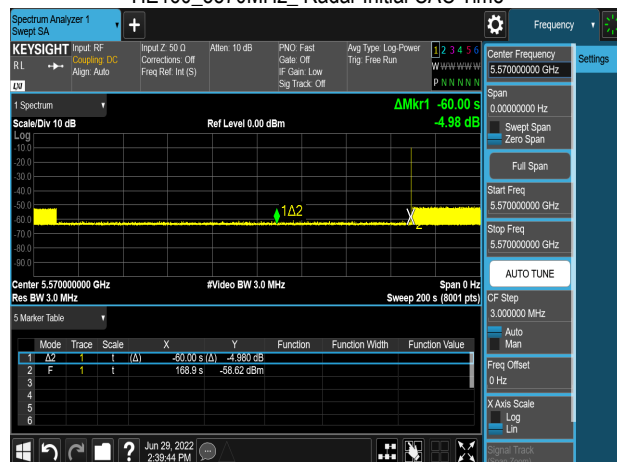 HE160_5570MHz_ Radar Initial CAC Time
Spectrum Analyzer 1
Swept SA
Frequency
KEYSIGHT Input: RF Input Z: 50 Ω Atten: 10 dB PNO: Fast Avg Type: Log-Power 1 2 3 4 5 6
R L Coupling: DC Corrections: Off Gate: Off Trig: Free Run W W W W W W
Align: Auto Freq Ref: Int (S) IF Gain: Low P N N N N N
Sig Track: Off
LXI
1 Spectrum
ΔMkr1 -60.00 s
Scale/Div 10 dB Ref Level 0.00 dBm -4.98 dB
Log
-10.0
-20.0
-30.0
-40.0
-50.0
-60.0
-70.0
-80.0
-90.0
1Δ2
X2
Center 5.570000000 GHz #Video BW 3.0 MHz Span 0 Hz
Res BW 3.0 MHz Sweep 200 s (8001 pts)
5 Marker Table
Mode Trace Scale X Y Function Function Width Function Value
1 Δ2 1 t (Δ) -60.00 s (Δ) -4.980 dB
2 F 1 t 168.9 s -58.62 dBm
3
4
5
6
? Jun 29, 2022
2:39:44 PM
Center Frequency
5.570000000 GHz
Settings
Span
0.00000000 Hz
Swept Span
Zero Span
Full Span
Start Freq
5.570000000 GHz
Stop Freq
5.570000000 GHz
AUTO TUNE
CF Step
3.000000 MHz
Auto
Man
Freq Offset
0 Hz
X Axis Scale
Log
Lin
Signal Track
(Span Zoom)